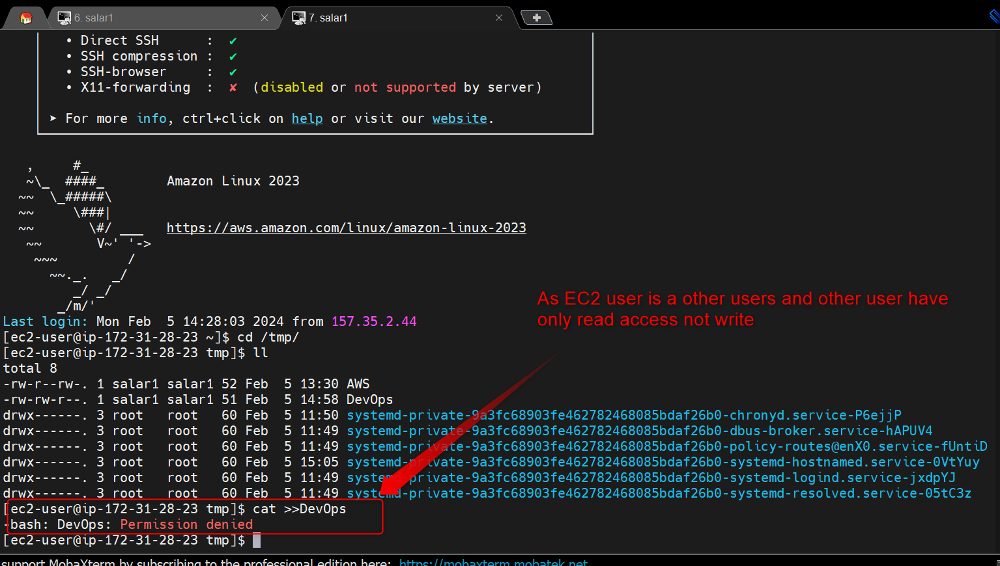 6. salar1
7. salar1
• Direct SSH : ✔
• SSH compression : ✔
• SSH-browser : ✔
• X11-forwarding : ✘ (disabled or not supported by server)
➤ For more info, ctrl+click on help or visit our website.
   ,     #_
   ~\_  ####_        Amazon Linux 2023
  ~~  \_#####\
  ~~     \###|
  ~~       \#/ ___   https://aws.amazon.com/linux/amazon-linux-2023
   ~~       V~' '->
    ~~~         /
      ~~._.   _/
         _/ _/
       _/m/'
As EC2 user is a other users and other user have
only read access not write
Last login: Mon Feb  5 14:28:03 2024 from 157.35.2.44
[ec2-user@ip-172-31-28-23 ~]$ cd /tmp/
[ec2-user@ip-172-31-28-23 tmp]$ ll
total 8
-rw-r--rw-. 1 salar1 salar1 52 Feb  5 13:30 AWS
-rw-rw-r--. 1 salar1 salar1 51 Feb  5 14:58 DevOps
drwx------. 3 root   root   60 Feb  5 11:50 systemd-private-9a3fc68903fe462782468085bdaf26b0-chronyd.service-P6ejjP
drwx------. 3 root   root   60 Feb  5 11:49 systemd-private-9a3fc68903fe462782468085bdaf26b0-dbus-broker.service-hAPUV4
drwx------. 3 root   root   60 Feb  5 11:49 systemd-private-9a3fc68903fe462782468085bdaf26b0-policy-routes@enX0.service-fUntiD
drwx------. 3 root   root   60 Feb  5 15:05 systemd-private-9a3fc68903fe462782468085bdaf26b0-systemd-hostnamed.service-0VtYuy
drwx------. 3 root   root   60 Feb  5 11:49 systemd-private-9a3fc68903fe462782468085bdaf26b0-systemd-logind.service-jxdpYJ
drwx------. 3 root   root   60 Feb  5 11:49 systemd-private-9a3fc68903fe462782468085bdaf26b0-systemd-resolved.service-05tC3z
[ec2-user@ip-172-31-28-23 tmp]$ cat >>DevOps
-bash: DevOps: Permission denied
[ec2-user@ip-172-31-28-23 tmp]$
support MobaXterm by subscribing to the professional edition here: https://mobaxterm.mobatek.net